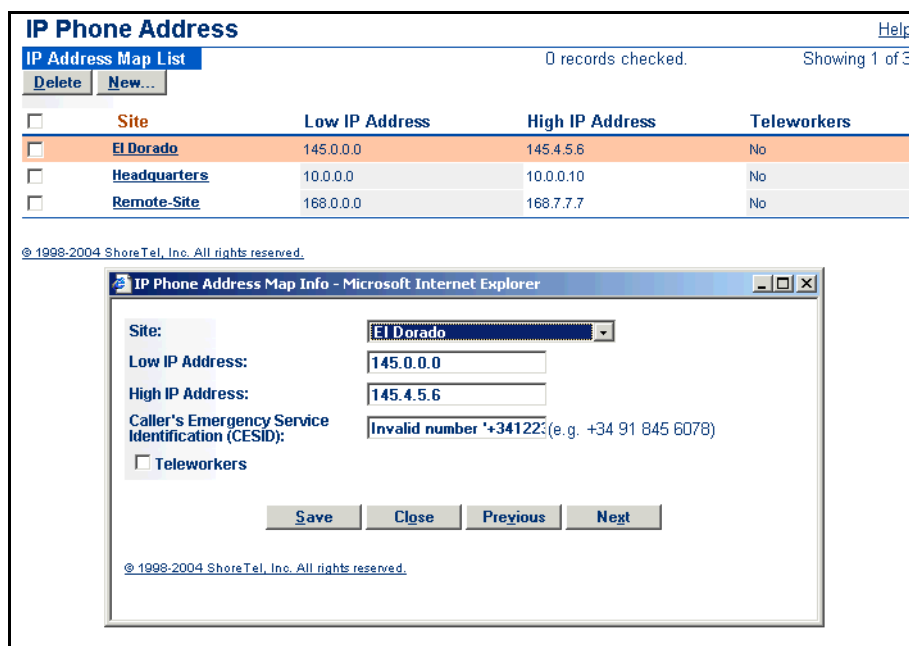 IP Phone Address
Help
IP Address Map List 0 records checked. Showing 1 of 3
Delete New...
Site Low IP Address High IP Address Teleworkers
El Dorado 145.0.0.0 145.4.5.6 No
Headquarters 10.0.0.0 10.0.0.10 No
Remote-Site 168.0.0.0 168.7.7.7 No
© 1998-2004 ShoreTel, Inc. All rights reserved.
IP Phone Address Map Info - Microsoft Internet Explorer
Site: El Dorado
Low IP Address: 145.0.0.0
High IP Address: 145.4.5.6
Caller's Emergency Service
Identification (CESID): Invalid number '+341223 (e.g. +34 91 845 6078)
Teleworkers
Save Close Previous Next
© 1998-2004 ShoreTel, Inc. All rights reserved.